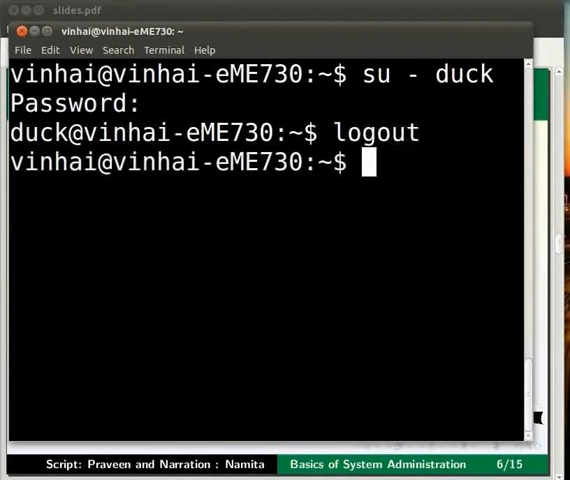 slides.pdf
vinhai@vinhai-eME730: ~
File Edit View Search Terminal Help
vinhai@vinhai-eME730:~$ su - duck
Password:
duck@vinhai-eME730:~$ logout
vinhai@vinhai-eME730:~$
Script: Praveen and Narration : Namita Basics of System Administration 6/15